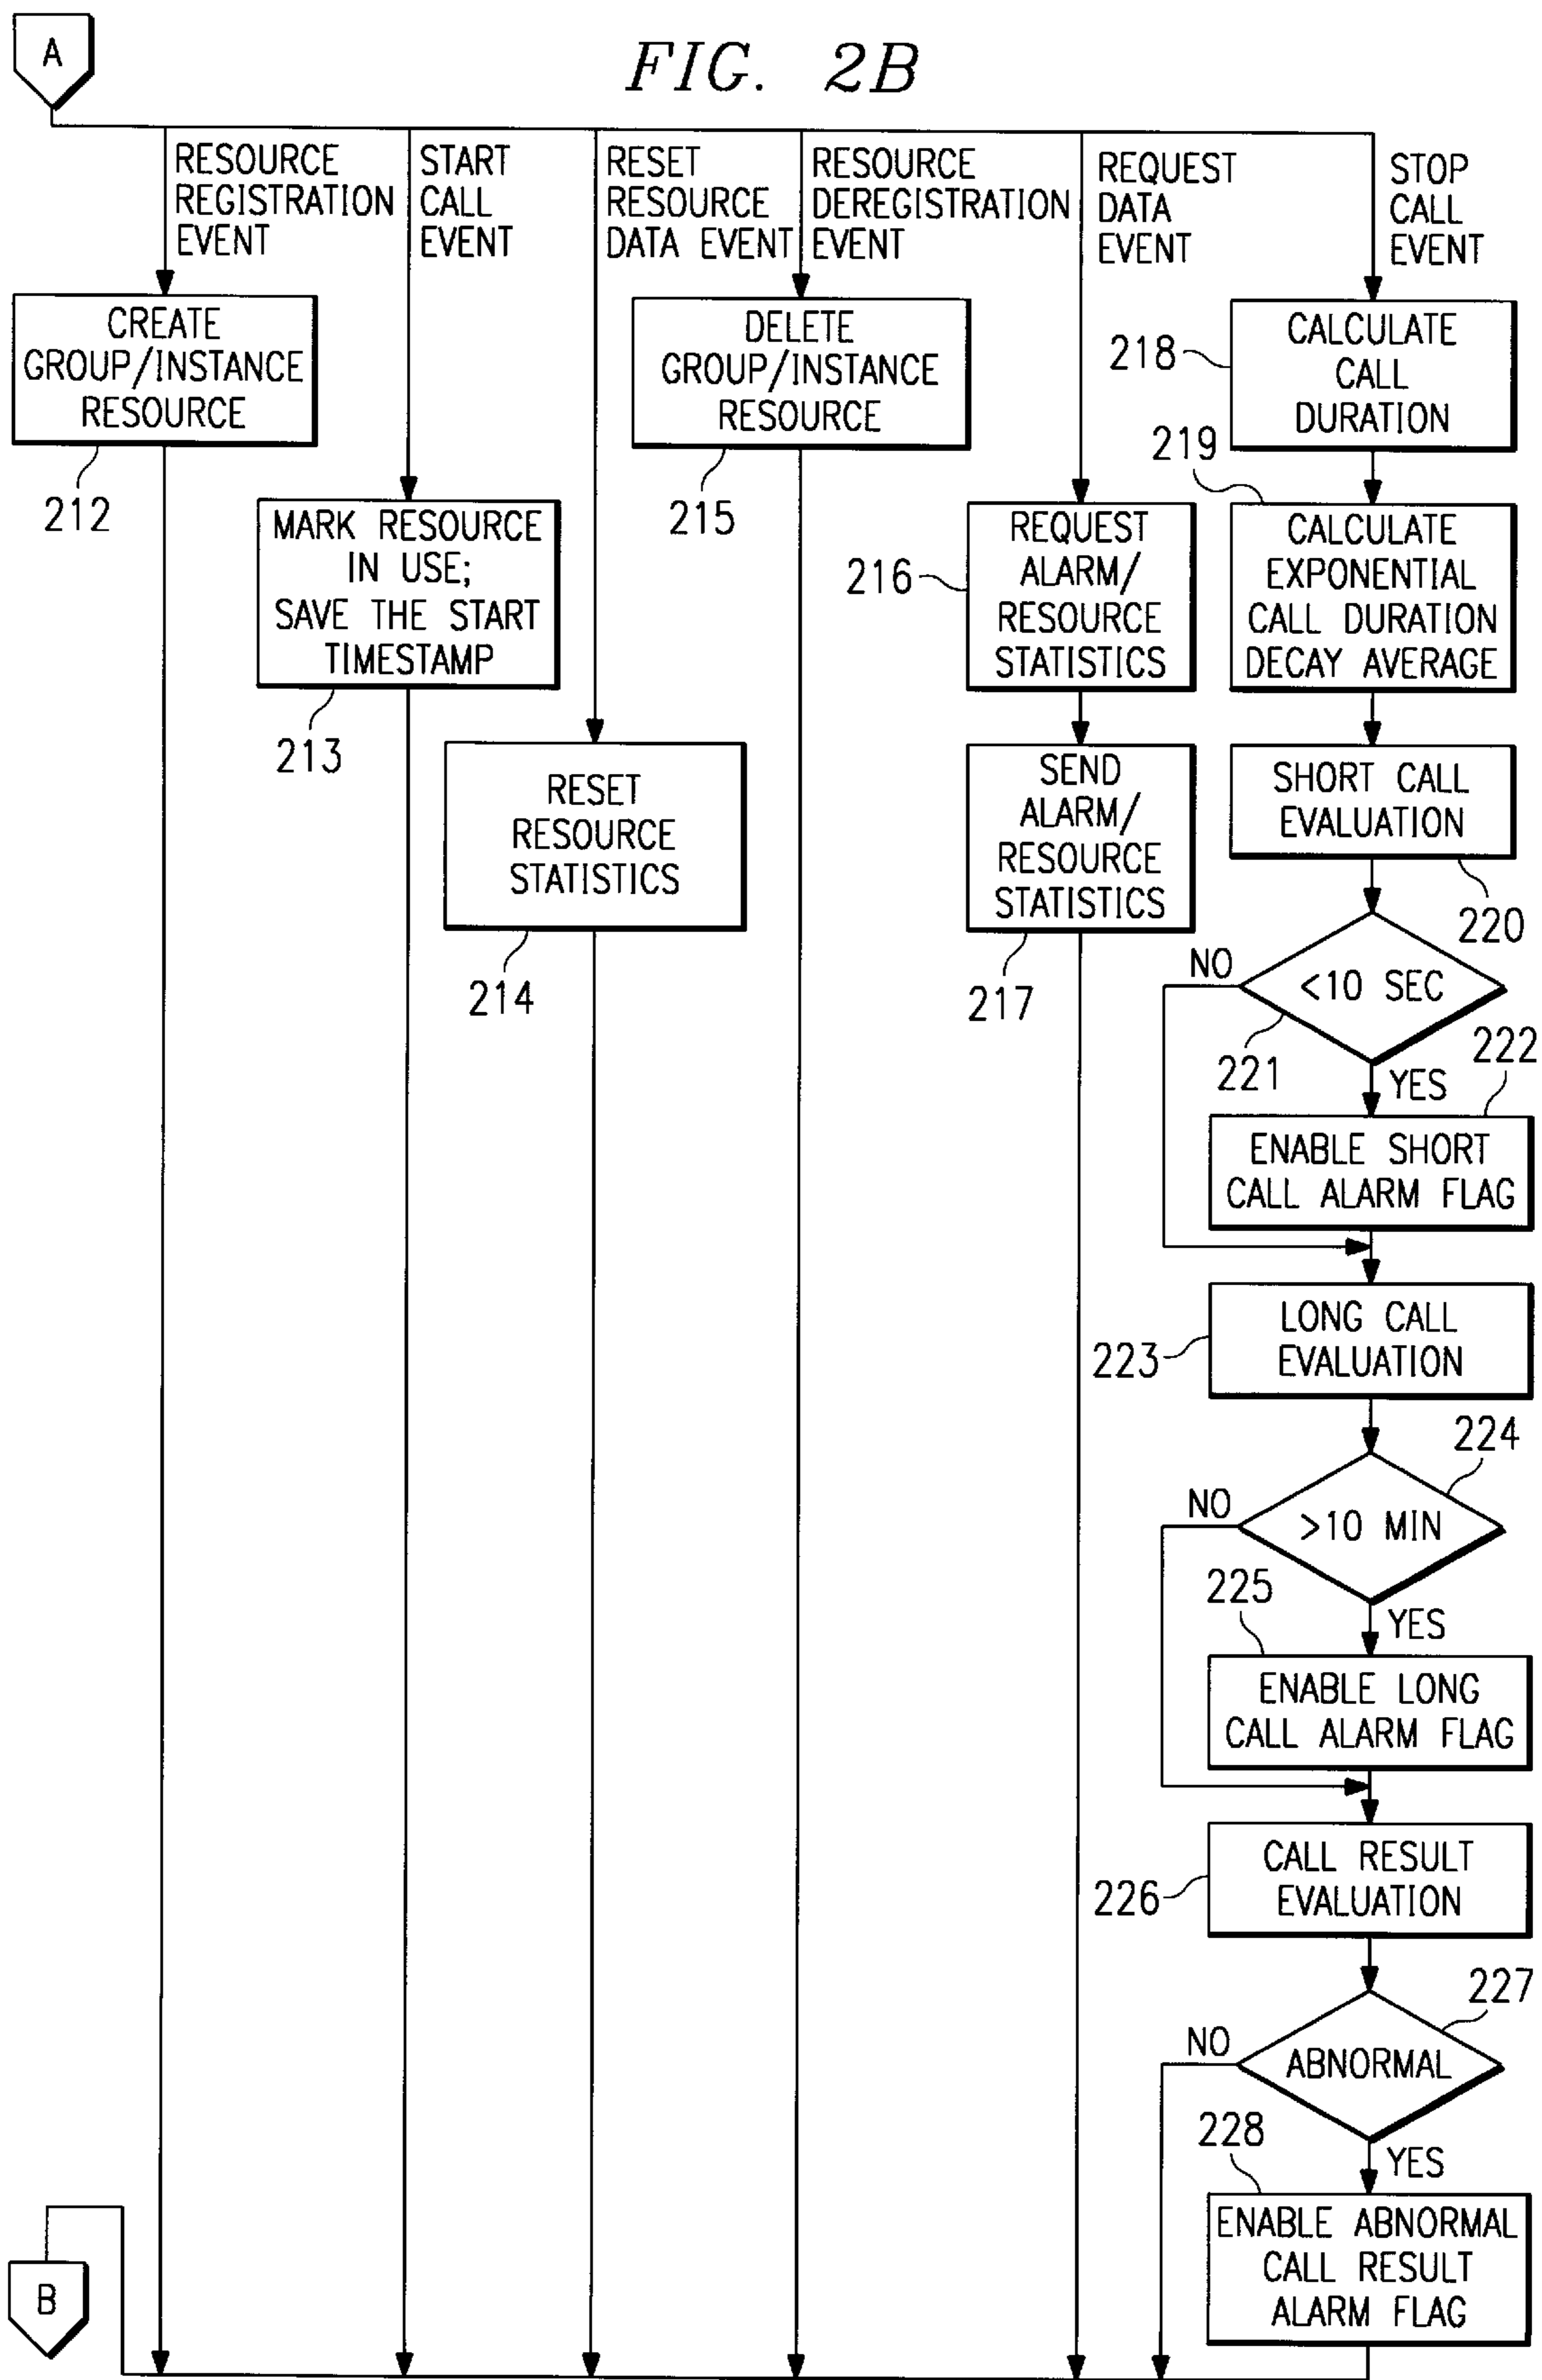 A
FIG. 2B
RESOURCE
REGISTRATION
EVENT
START
CALL
EVENT
RESET
RESOURCE
DATA EVENT
RESOURCE
DEREGISTRATION
EVENT
REQUEST
DATA
EVENT
STOP
CALL
EVENT
CREATE
GROUP/INSTANCE
RESOURCE
212
MARK RESOURCE
IN USE;
SAVE THE START
TIMESTAMP
213
RESET
RESOURCE
STATISTICS
214
DELETE
GROUP/INSTANCE
RESOURCE
215
REQUEST
ALARM/
RESOURCE
STATISTICS
216
SEND
ALARM/
RESOURCE
STATISTICS
217
CALCULATE
CALL
DURATION
218
219
CALCULATE
EXPONENTIAL
CALL DURATION
DECAY AVERAGE
SHORT CALL
EVALUATION
220
NO
<10 SEC
221
YES
222
ENABLE SHORT
CALL ALARM FLAG
LONG CALL
EVALUATION
223
224
NO
>10 MIN
225
YES
ENABLE LONG
CALL ALARM FLAG
CALL RESULT
EVALUATION
226
227
NO
ABNORMAL
228
YES
ENABLE ABNORMAL
CALL RESULT
ALARM FLAG
B